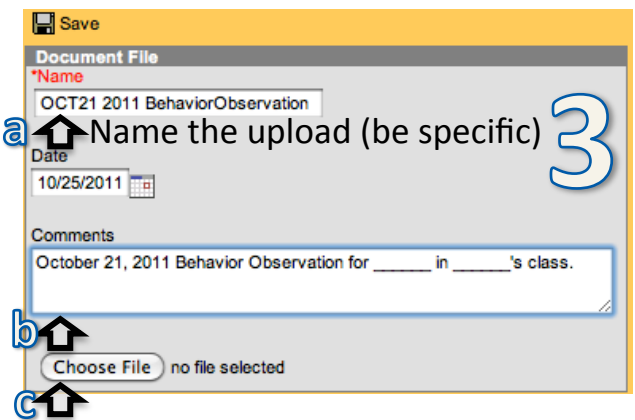 Save
Document File
*Name
OCT21 2011 BehaviorObservation
a Name the upload (be specific) 3
Date
10/25/2011
Comments
October 21, 2011 Behavior Observation for ______ in ______'s class.
b
Choose File no file selected
c